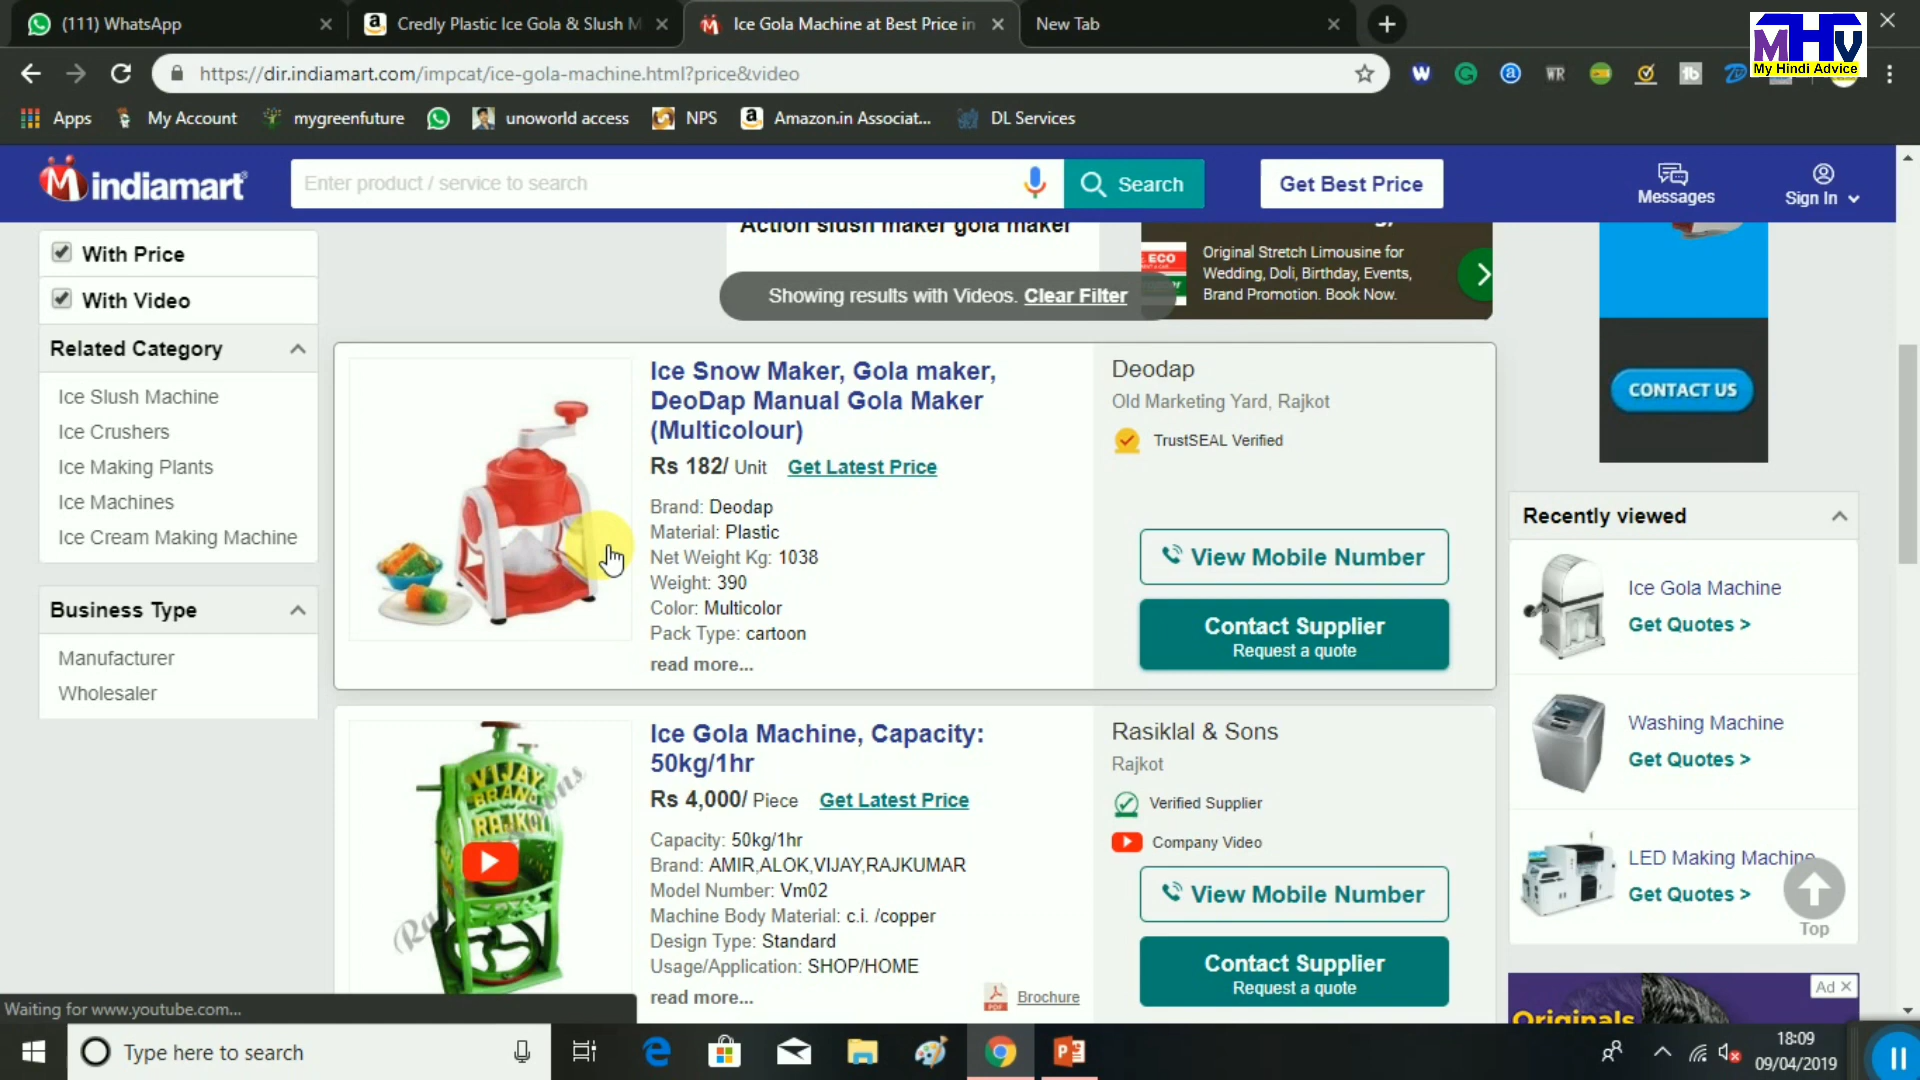 (111) WhatsApp
Credly Plastic Ice Gola & Slush M
Ice Gola Machine at Best Price in
New Tab
MHV
My Hindi Advice
https://dir.indiamart.com/impcat/ice-gola-machine.html?price&video
Apps
My Account
mygreenfuture
unoworld access
NPS
Amazon.in Associat...
DL Services
indiamart
Enter product / service to search
Search
Get Best Price
Messages
Sign In
With Price
With Video
Related Category
Ice Slush Machine
Ice Crushers
Ice Making Plants
Ice Machines
Ice Cream Making Machine
Business Type
Manufacturer
Wholesaler
Action slush maker gola maker
Showing results with Videos. Clear Filter
ECO
Original Stretch Limousine for
Wedding, Doli, Birthday, Events,
Brand Promotion. Book Now.
Ice Snow Maker, Gola maker,
DeoDap Manual Gola Maker
(Multicolour)
Rs 182/ Unit Get Latest Price
Brand: Deodap
Material: Plastic
Net Weight Kg: 1038
Weight: 390
Color: Multicolor
Pack Type: cartoon
read more...
Deodap
Old Marketing Yard, Rajkot
TrustSEAL Verified
View Mobile Number
Contact Supplier
Request a quote
VIJAY
BRAND
RAJKOT
Ice Gola Machine, Capacity:
50kg/1hr
Rs 4,000/ Piece Get Latest Price
Capacity: 50kg/1hr
Brand: AMIR,ALOK,VIJAY,RAJKUMAR
Model Number: Vm02
Machine Body Material: c.i. /copper
Design Type: Standard
Usage/Application: SHOP/HOME
read more...
Brochure
Rasiklal & Sons
Rajkot
Verified Supplier
Company Video
View Mobile Number
Contact Supplier
Request a quote
CONTACT US
Recently viewed
Ice Gola Machine
Get Quotes >
Washing Machine
Get Quotes >
LED Making Machine
Get Quotes >
Top
Ad
Originals
Waiting for www.youtube.com...
Type here to search
18:09
09/04/2019